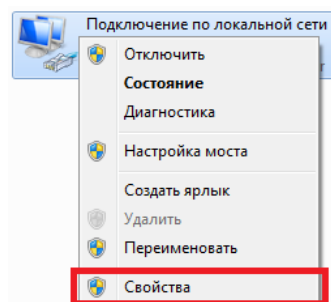 Подключение по локальной сети
Отключить
Состояние
Диагностика
Настройка моста
Создать ярлык
Удалить
Переименовать
Свойства